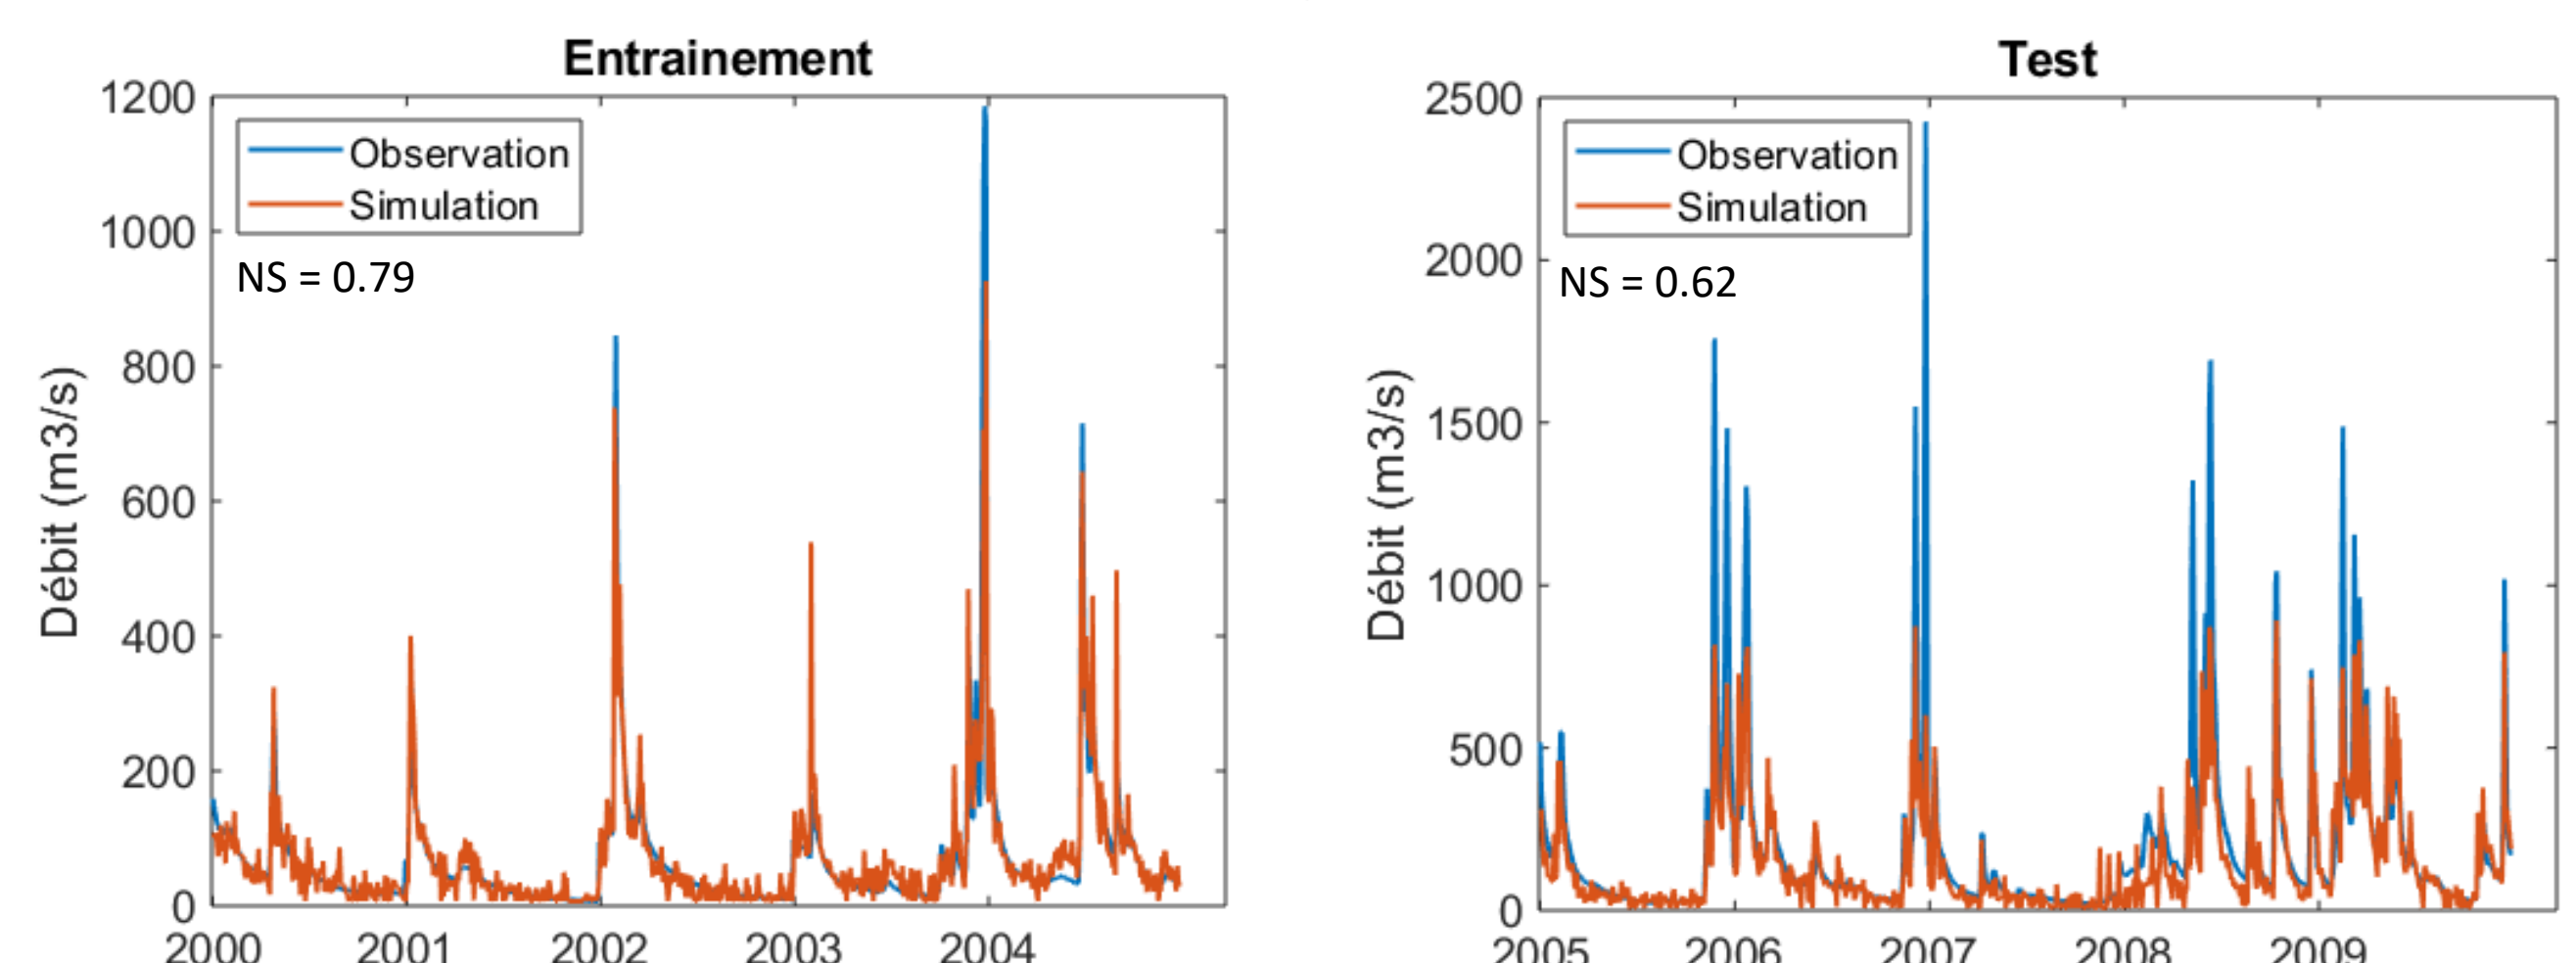 Entrainement
1200
1000
800
600
400
200
0
Débit (m3/s)
Observation
Simulation
NS = 0.79
2000 2001 2002 2003 2004
Test
2500
2000
1500
1000
500
0
Débit (m3/s)
Observation
Simulation
NS = 0.62
2005 2006 2007 2008 2009